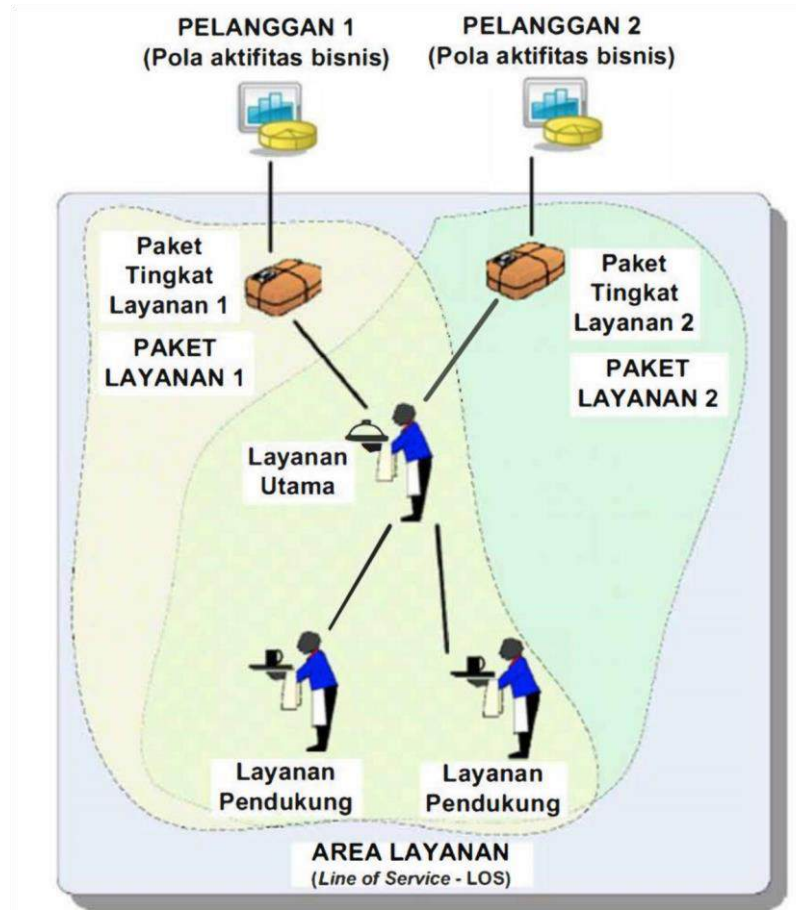 PELANGGAN 1
(Pola aktifitas bisnis)
PELANGGAN 2
(Pola aktifitas bisnis)
Paket
Tingkat
Layanan 1
PAKET
LAYANAN 1
Paket
Tingkat
Layanan 2
PAKET
LAYANAN 2
Layanan
Utama
Layanan
Pendukung
Layanan
Pendukung
AREA LAYANAN
(Line of Service - LOS)